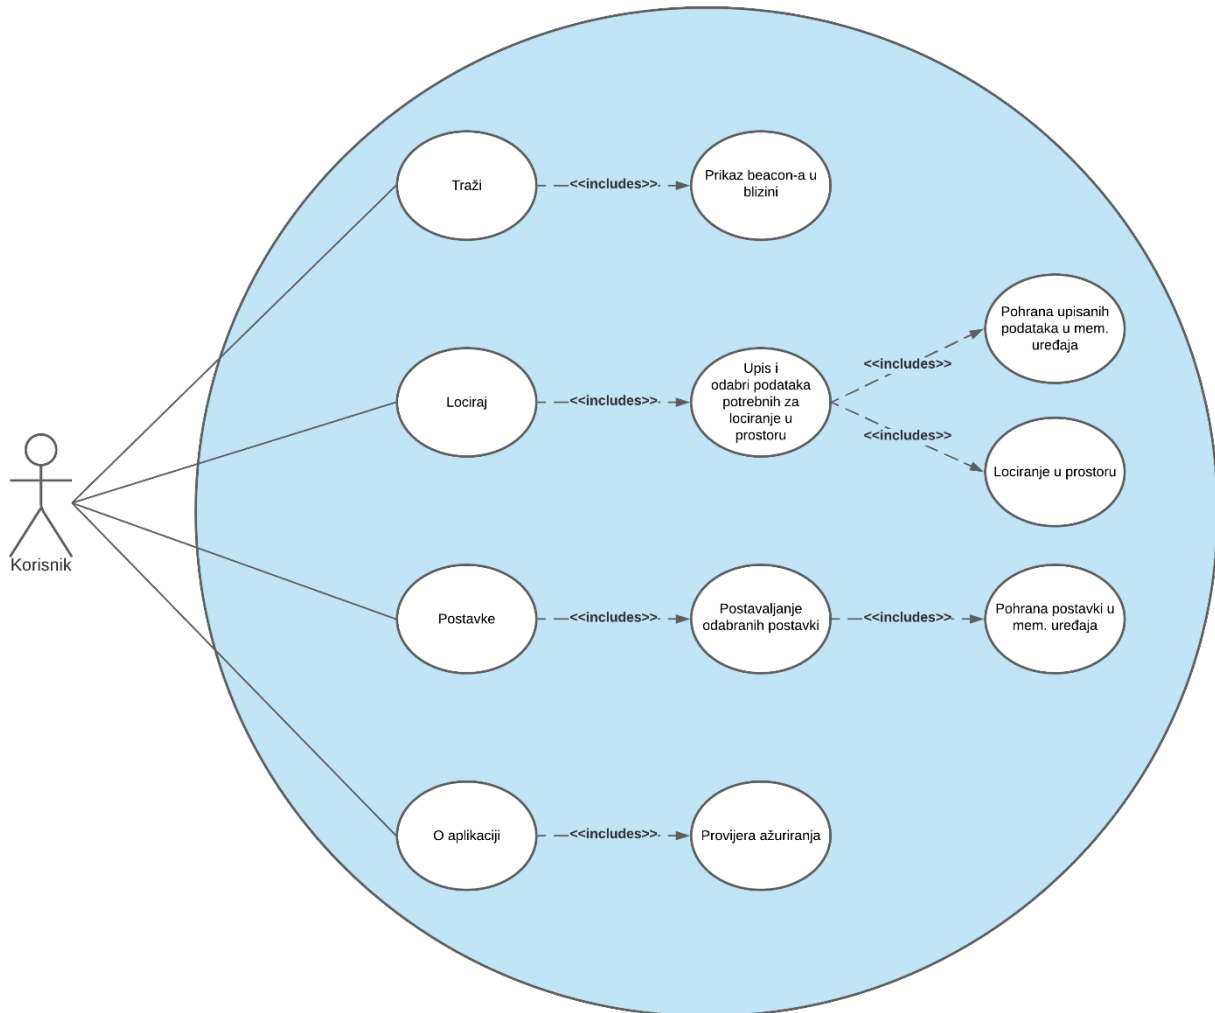 Traži
<<includes>>
Prikaz beacon-a u
blizini
Pohrana upisanih
podataka u mem.
uređaja
Lociraj
<<includes>>
Upis i
odabri podataka
potrebnih za
lociranje u
prostoru
<<includes>>
<<includes>>
Lociranje u prostoru
Korisnik
Postavke
<<includes>>
Postavaljanje
odabranih postavki
<<includes>>
Pohrana postavki u
mem. uređaja
O aplikaciji
<<includes>>
Provijera ažuriranja